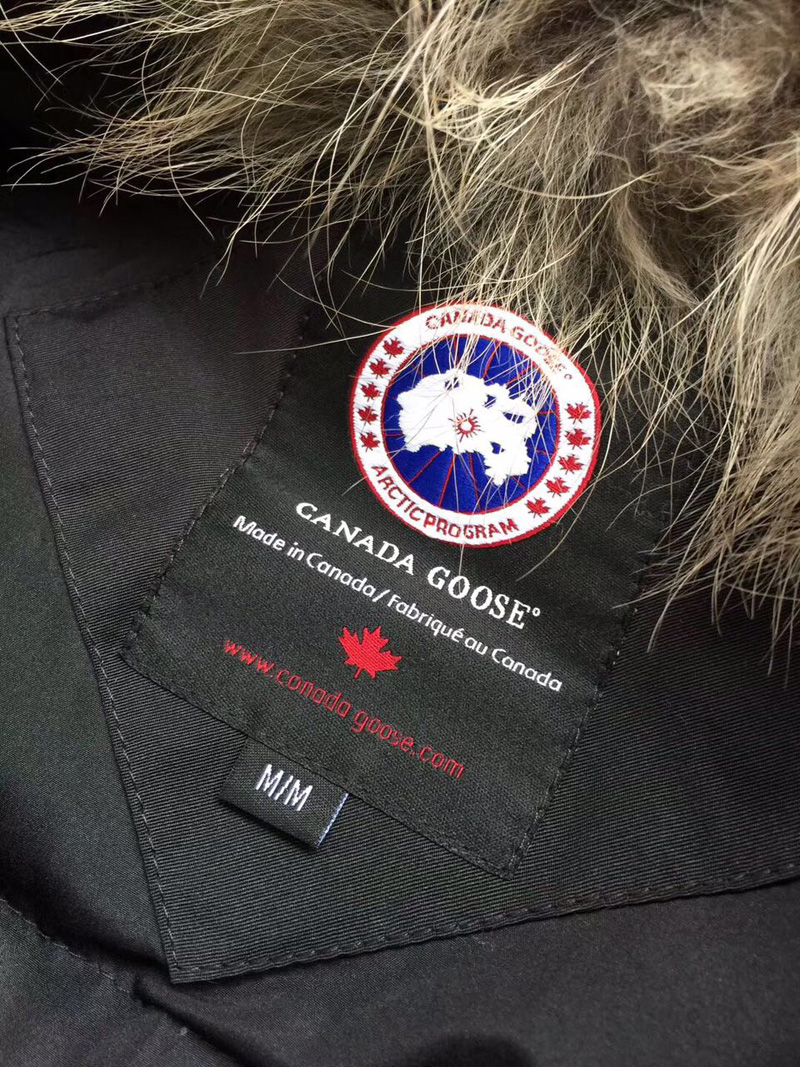 CANADA GOOSE®
ARCTIC PROGRAM
CANADA GOOSE®
Made in Canada/Fabriqué au Canada
www.canada goose.com
M/M